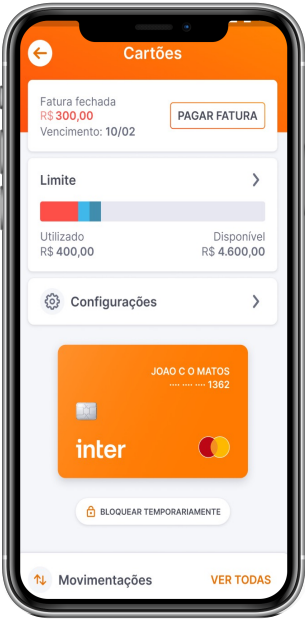 Cartões
Fatura fechada
R$ 300,00
Vencimento: 10/02
PAGAR FATURA
Limite
Utilizado
Disponível
R$ 400,00
R$ 4.600,00
Configurações
JOAO C O MATOS
.... .... .... 1362
inter
BLOQUEAR TEMPORARIAMENTE
Movimentações
VER TODAS